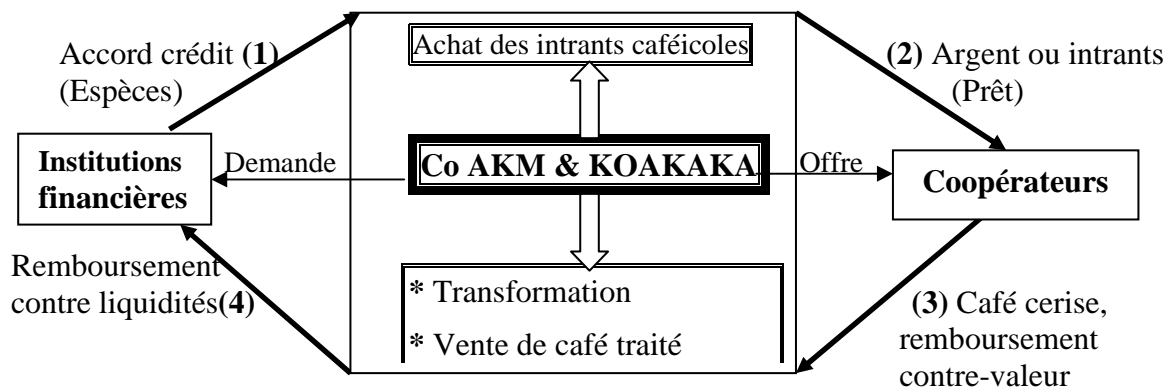 Achat des intrants caféicoles
Accord crédit (1)
(Espèces)
(2) Argent ou intrants
(Prêt)
Institutions
financières
Demande
Co AKM & KOAKAKA
Offre
Coopérateurs
Remboursement
contre liquidités(4)
* Transformation
* Vente de café traité
(3) Café cerise,
remboursement
contre-valeur